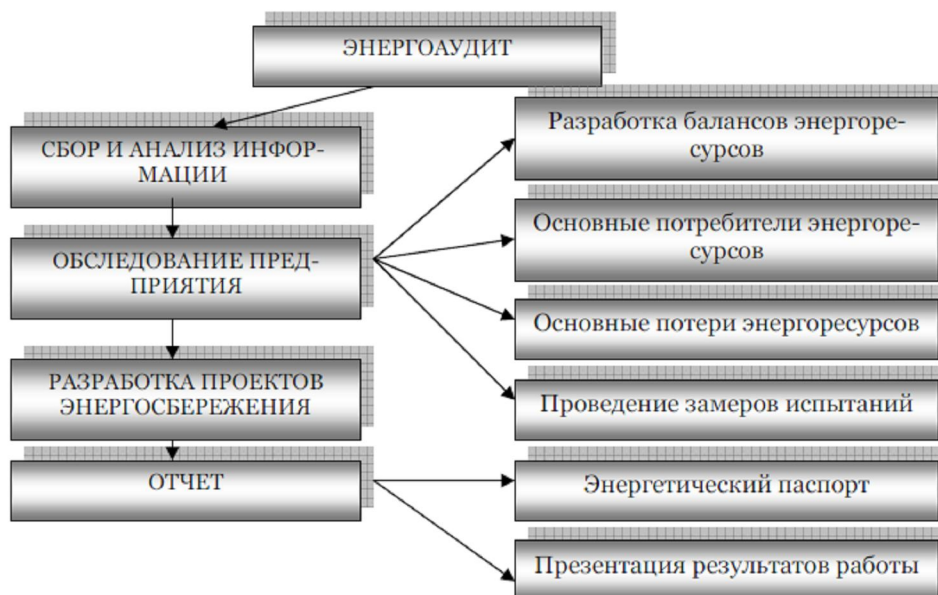 ЭНЕРГОАУДИТ
СБОР И АНАЛИЗ ИНФОР-
МАЦИИ
ОБСЛЕДОВАНИЕ ПРЕД-
ПРИЯТИЯ
РАЗРАБОТКА ПРОЕКТОВ
ЭНЕРГОСБЕРЕЖЕНИЯ
ОТЧЕТ
Разработка балансов энергоре-
сурсов
Основные потребители энергоре-
сурсов
Основные потери энергоресурсов
Проведение замеров испытаний
Энергетический паспорт
Презентация результатов работы